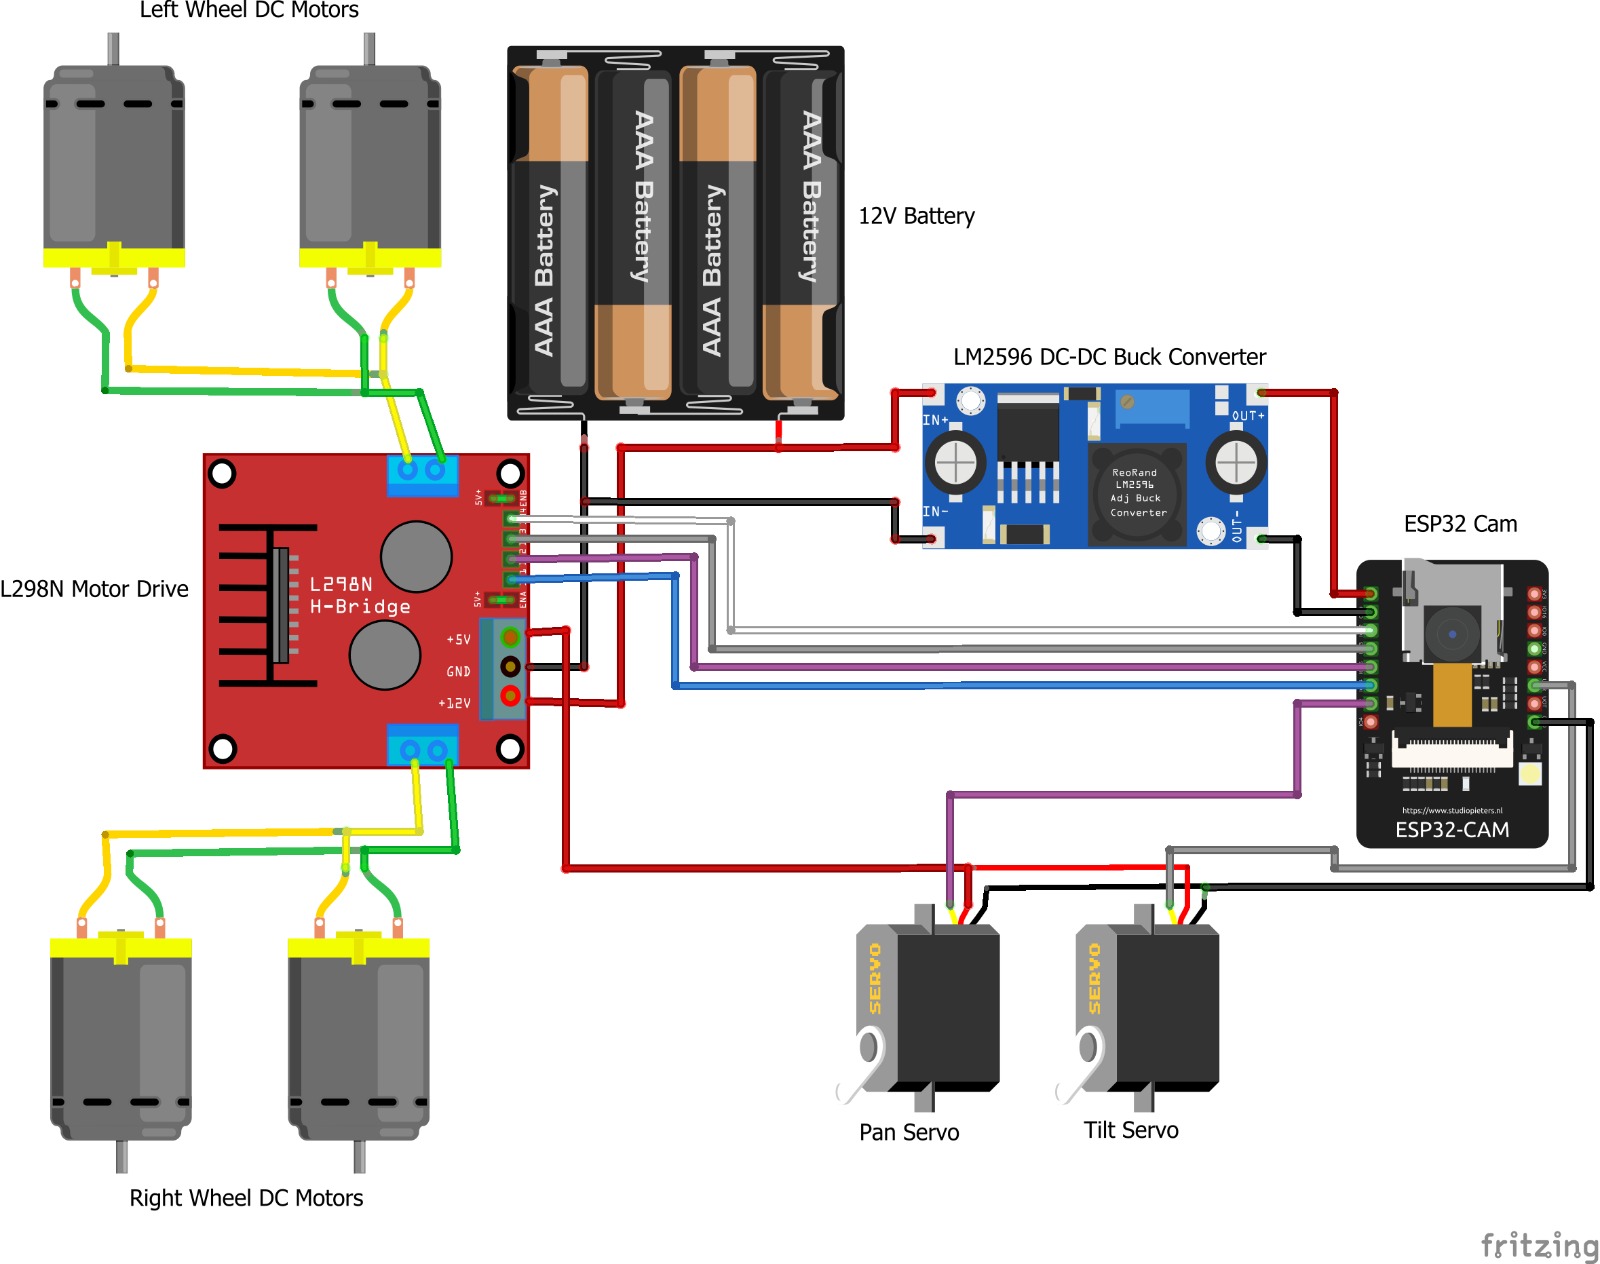 Left Wheel DC Motors
AAA Battery
AAA Battery
AAA Battery
AAA Battery
12V Battery
LM2596 DC-DC Buck Converter
IN+
OUT+
ReoRand
LM2596
Adj Buck
Converter
IN-
OUT-
ESP32 Cam
5V+
ENB
L298N Motor Drive
L298N
H-Bridge
5V+
ENA
+5V
GND
+12V
https://www.studiopieters.nl
ESP32-CAM
SERVO
SERVO
Pan Servo
Tilt Servo
Right Wheel DC Motors
fritzing